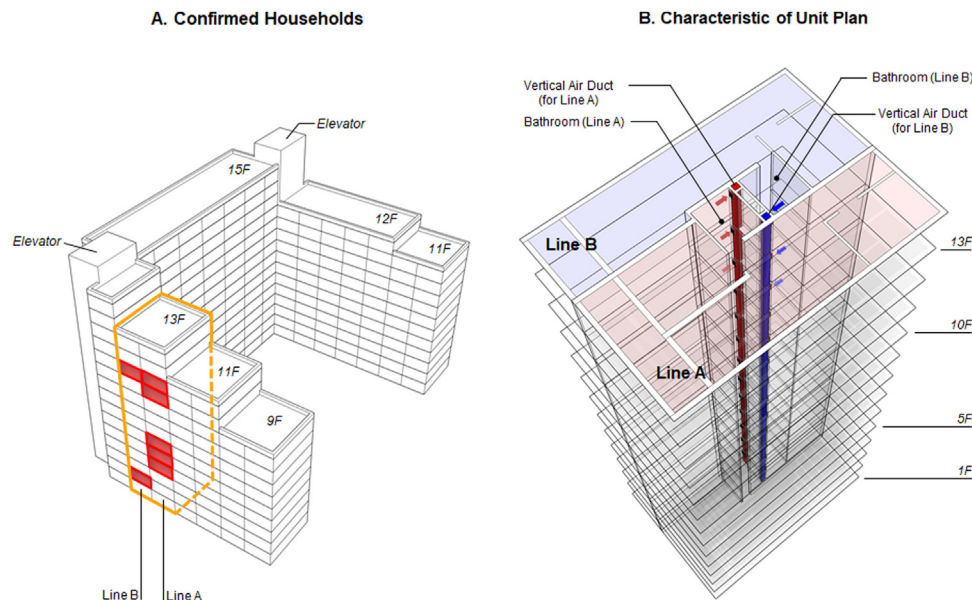 A. Confirmed Households
Elevator
15F
12F
11F
Elevator
13F
11F
9F
Line B
Line A
B. Characteristic of Unit Plan
Vertical Air Duct
(for Line A)
Bathroom (Line A)
Bathroom (Line B)
Vertical Air Duct
(for Line B)
Line B
Line A
13F
10F
5F
1F